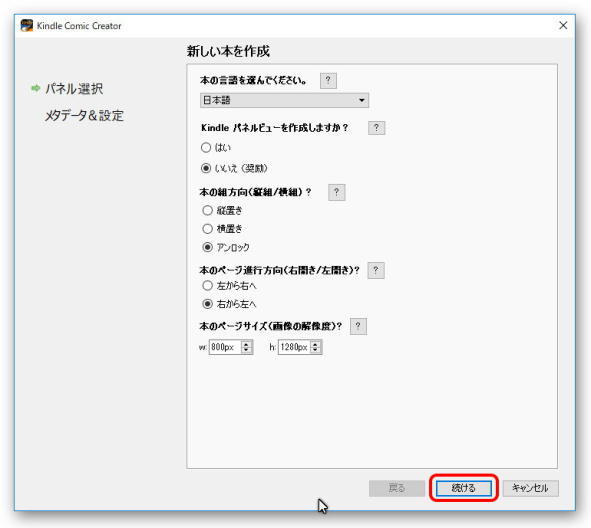 Kindle Comic Creator
新しい本を作成
パネル選択
メタデータ＆設定
本の言語を選んでください。 ?
日本語
Kindle パネルビューを作成しますか？ ?
はい
いいえ（奨励）
本の組方向(縦組/横組)？ ?
縦置き
横置き
アンロック
本のページ進行方向(右開き/左開き)？ ?
左から右へ
右から左へ
本のページサイズ(画像の解像度)？ ?
w: 800px h: 1280px
戻る 続ける キャンセル